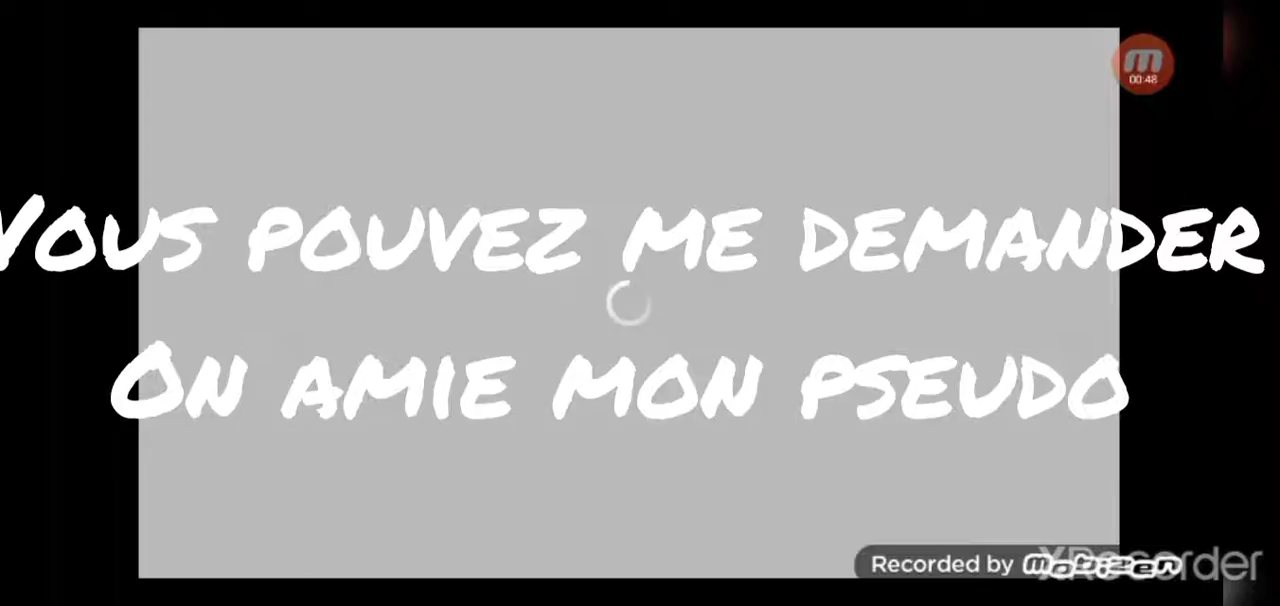 00:48
VOUS POUVEZ ME DEMANDER
ON AMIE MON PSEUDO
Recorded by mobizen
XRecorder